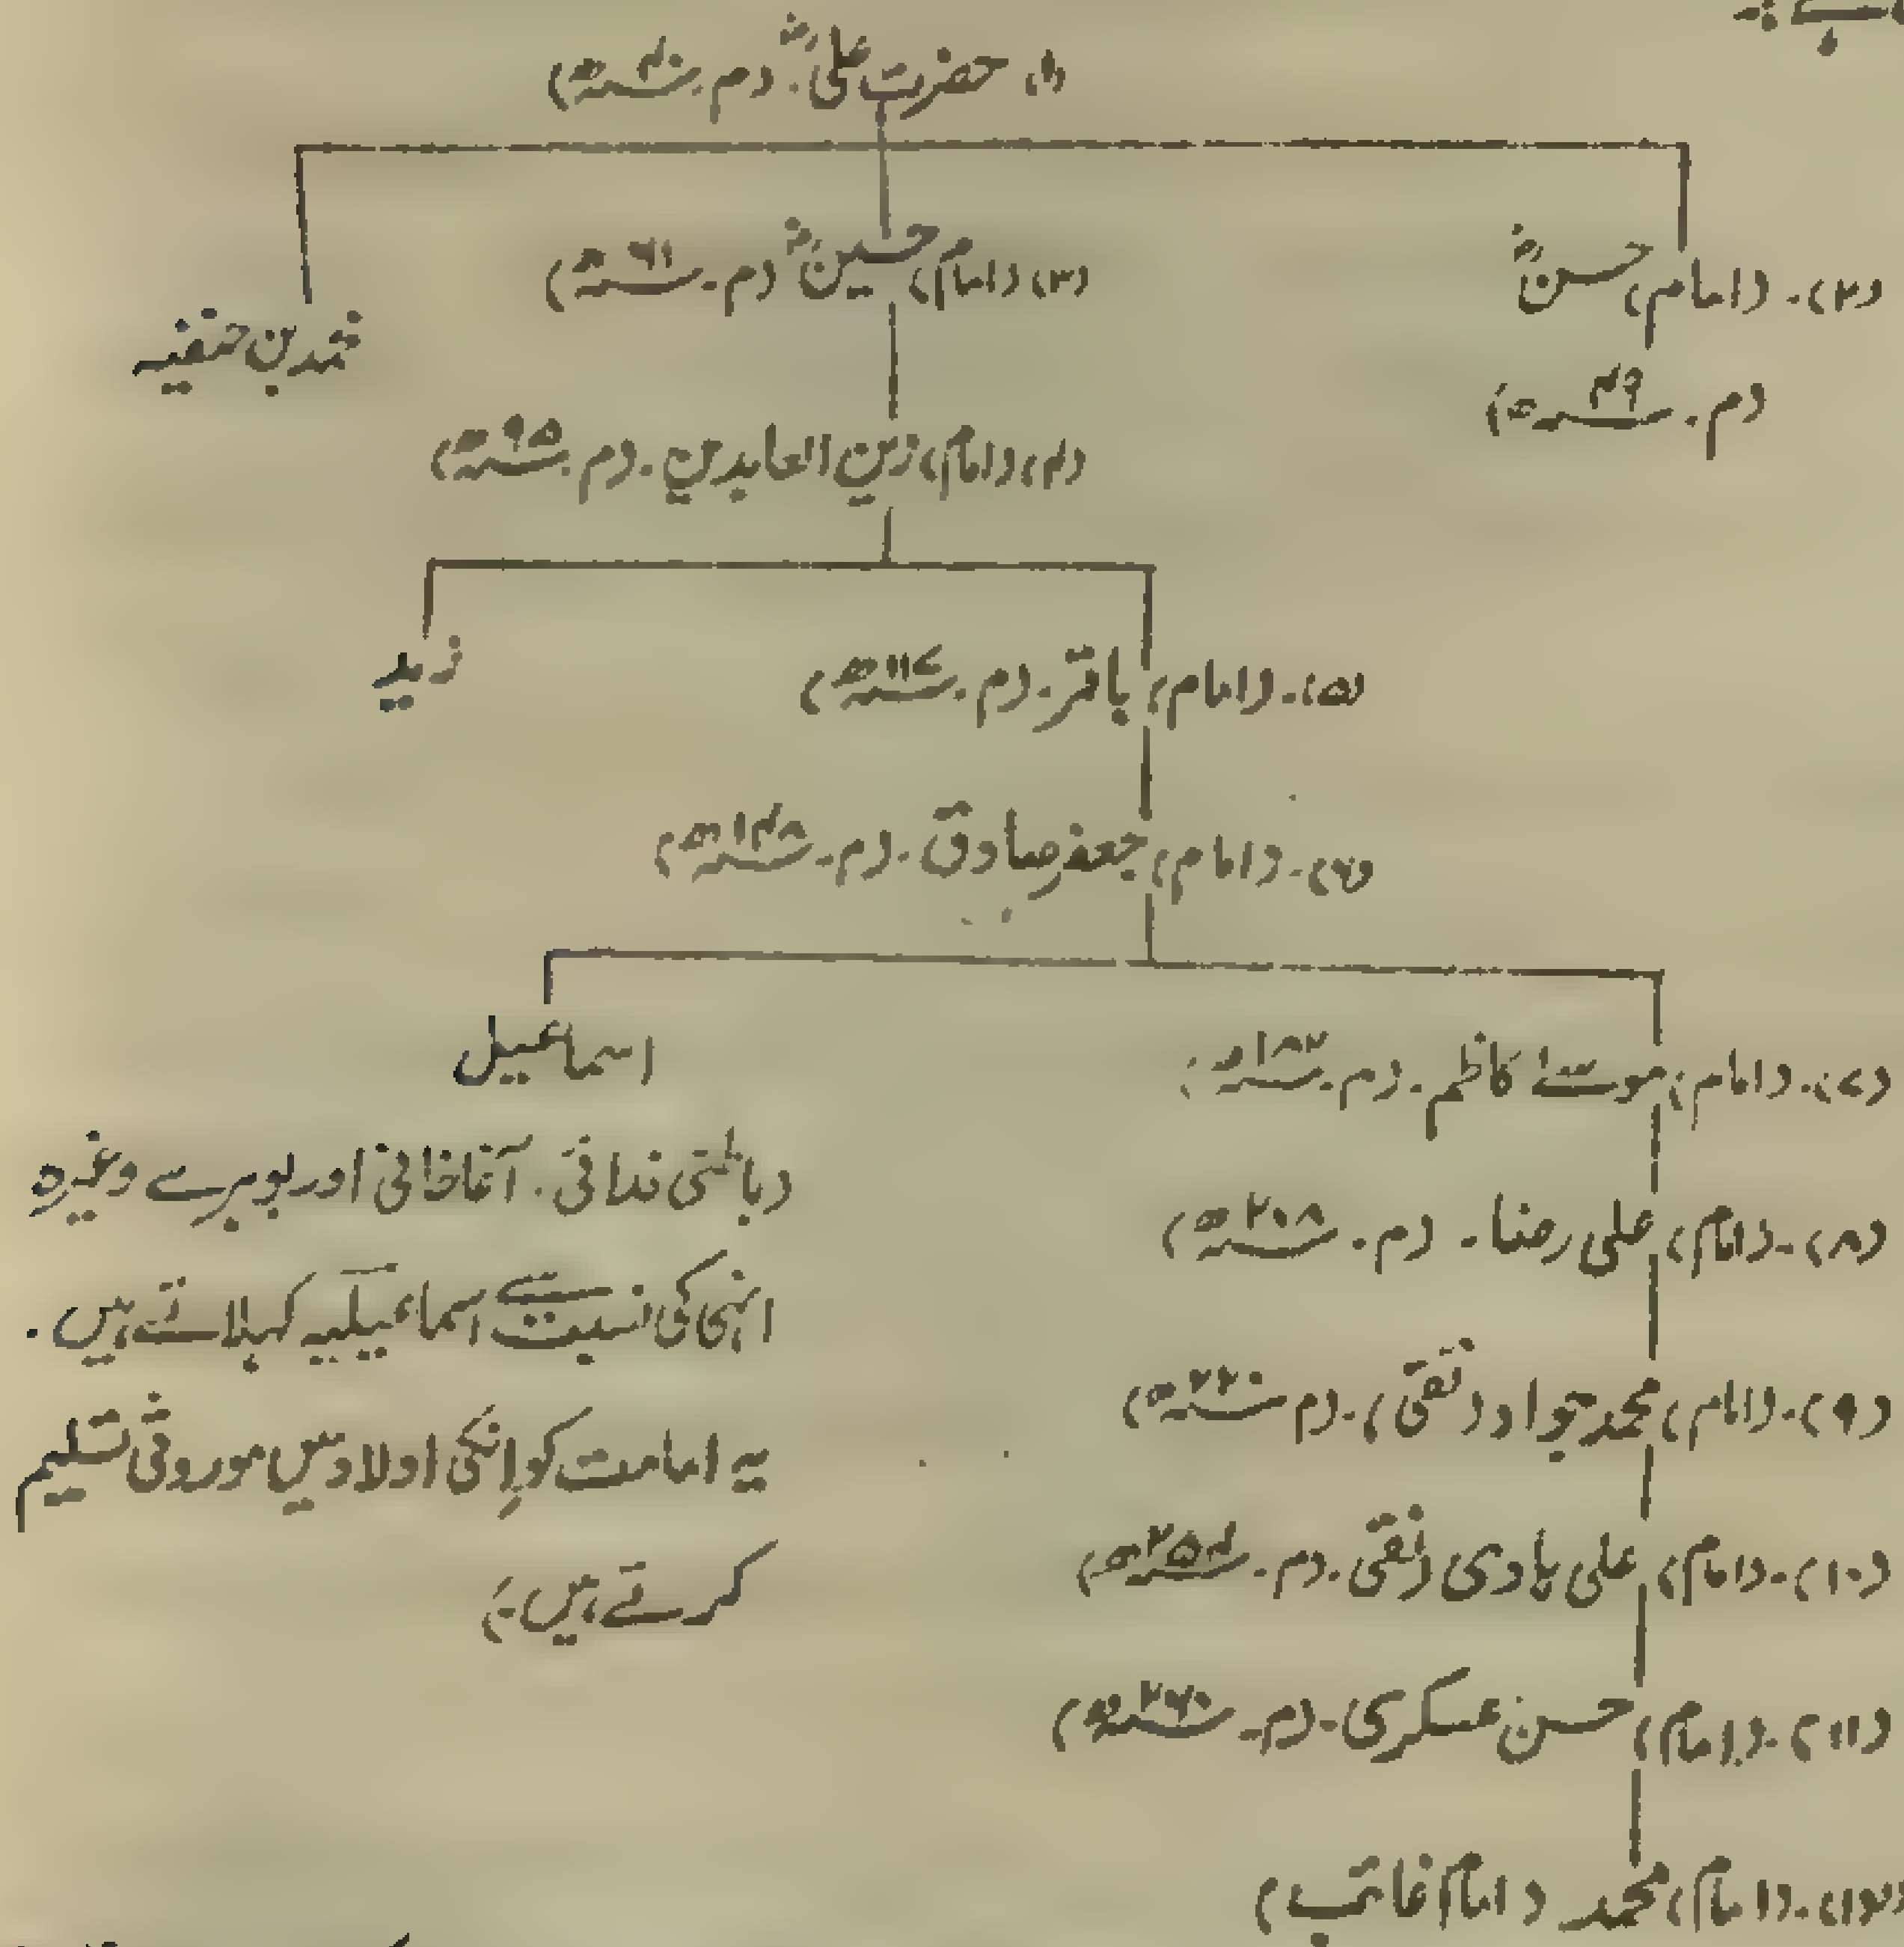 (۱) حضرت علیؓ۔ (م۔ ۴۰ھ)
(۲)۔ (امام) حسنؓ
(م۔ ۴۹ھ)
(۳) (امام) حسینؓ (م۔ ۶۱ھ)
محمد بن حنفیہ
(۴) (امام) زین العابدین۔ (م۔ ۹۵ھ)
(۵)۔ (امام) باقر۔ (م۔ ۱۱۷ھ)
زید
(۶)۔ (امام) جعفر صادق۔ (م۔ ۱۴۸ھ)
(۷)۔ (امام) موسےٰ کاظم۔ (م۔ ۱۸۳ھ)
(۸)۔ (امام) علی رضا۔ (م۔ ۲۰۸ھ)
(۹)۔ (امام) محمد جواد (تقی)۔ (م ۲۲۰ھ)
(۱۰)۔ (امام) علی ہادی (نقی۔ (م۔ ۲۵۴ھ)
(۱۱)۔ (امام) حسن عسکری۔ (م۔ ۲۶۰ھ)
(۱۲)۔ (امام) محمد (امام غائب)
اسماعیل
(باطنی فدائی۔ آغاخانی اور بوہرے وغیرہ
انہی کی نسبت سے اسماعیلیہ کہلاتے ہیں۔
یہ امامت کو اِنکی اولاد میں موروثی تسلیم
کرتے ہیں۔)